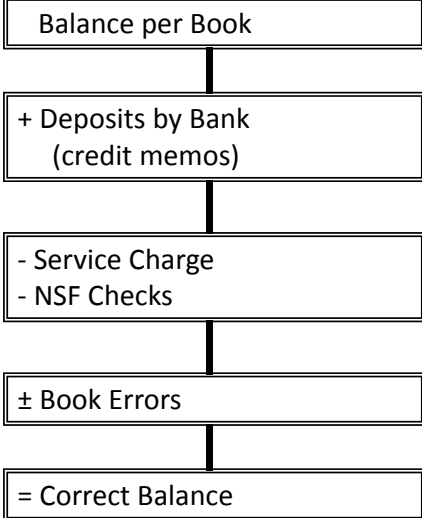 Balance per Book
+ Deposits by Bank
(credit memos)
- Service Charge
- NSF Checks
± Book Errors
= Correct Balance